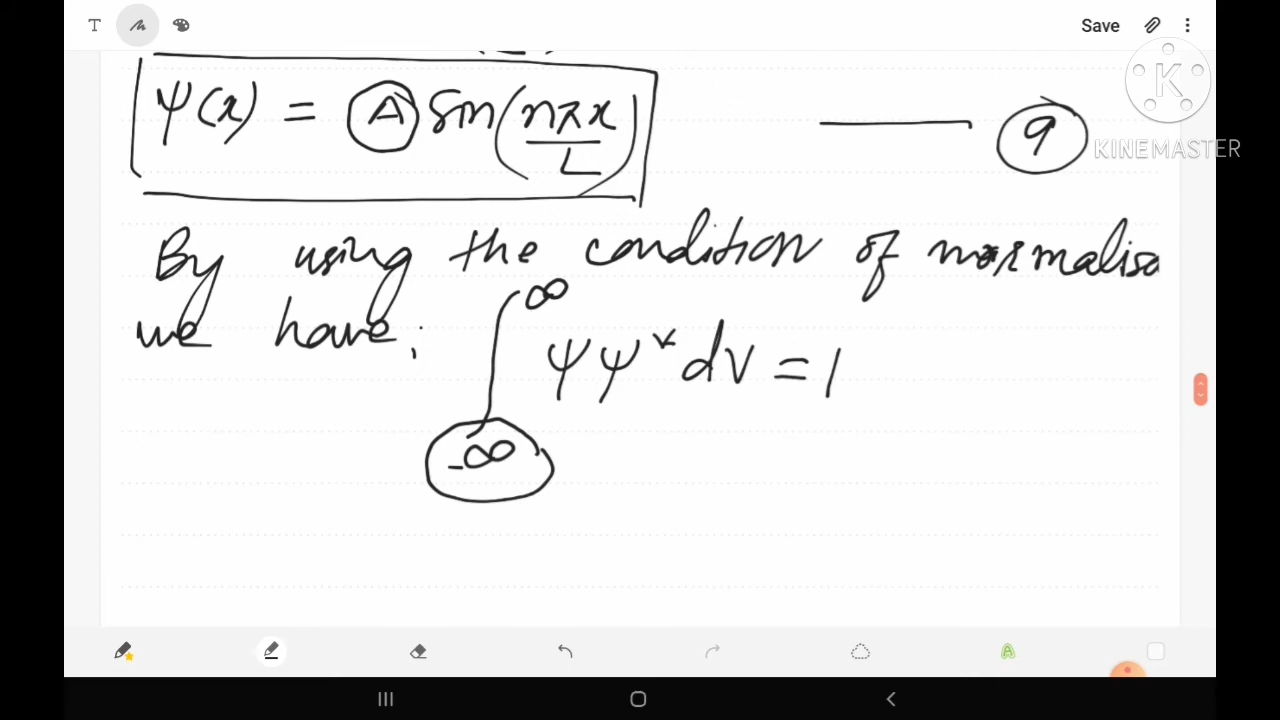 T
Save
K
KINEMASTER
ψ(x) = A Sin(nπx/L) ——— 9
By using the condition of normalisa
we have; ∫_{-∞}^{∞} ψψ* dV = 1
A